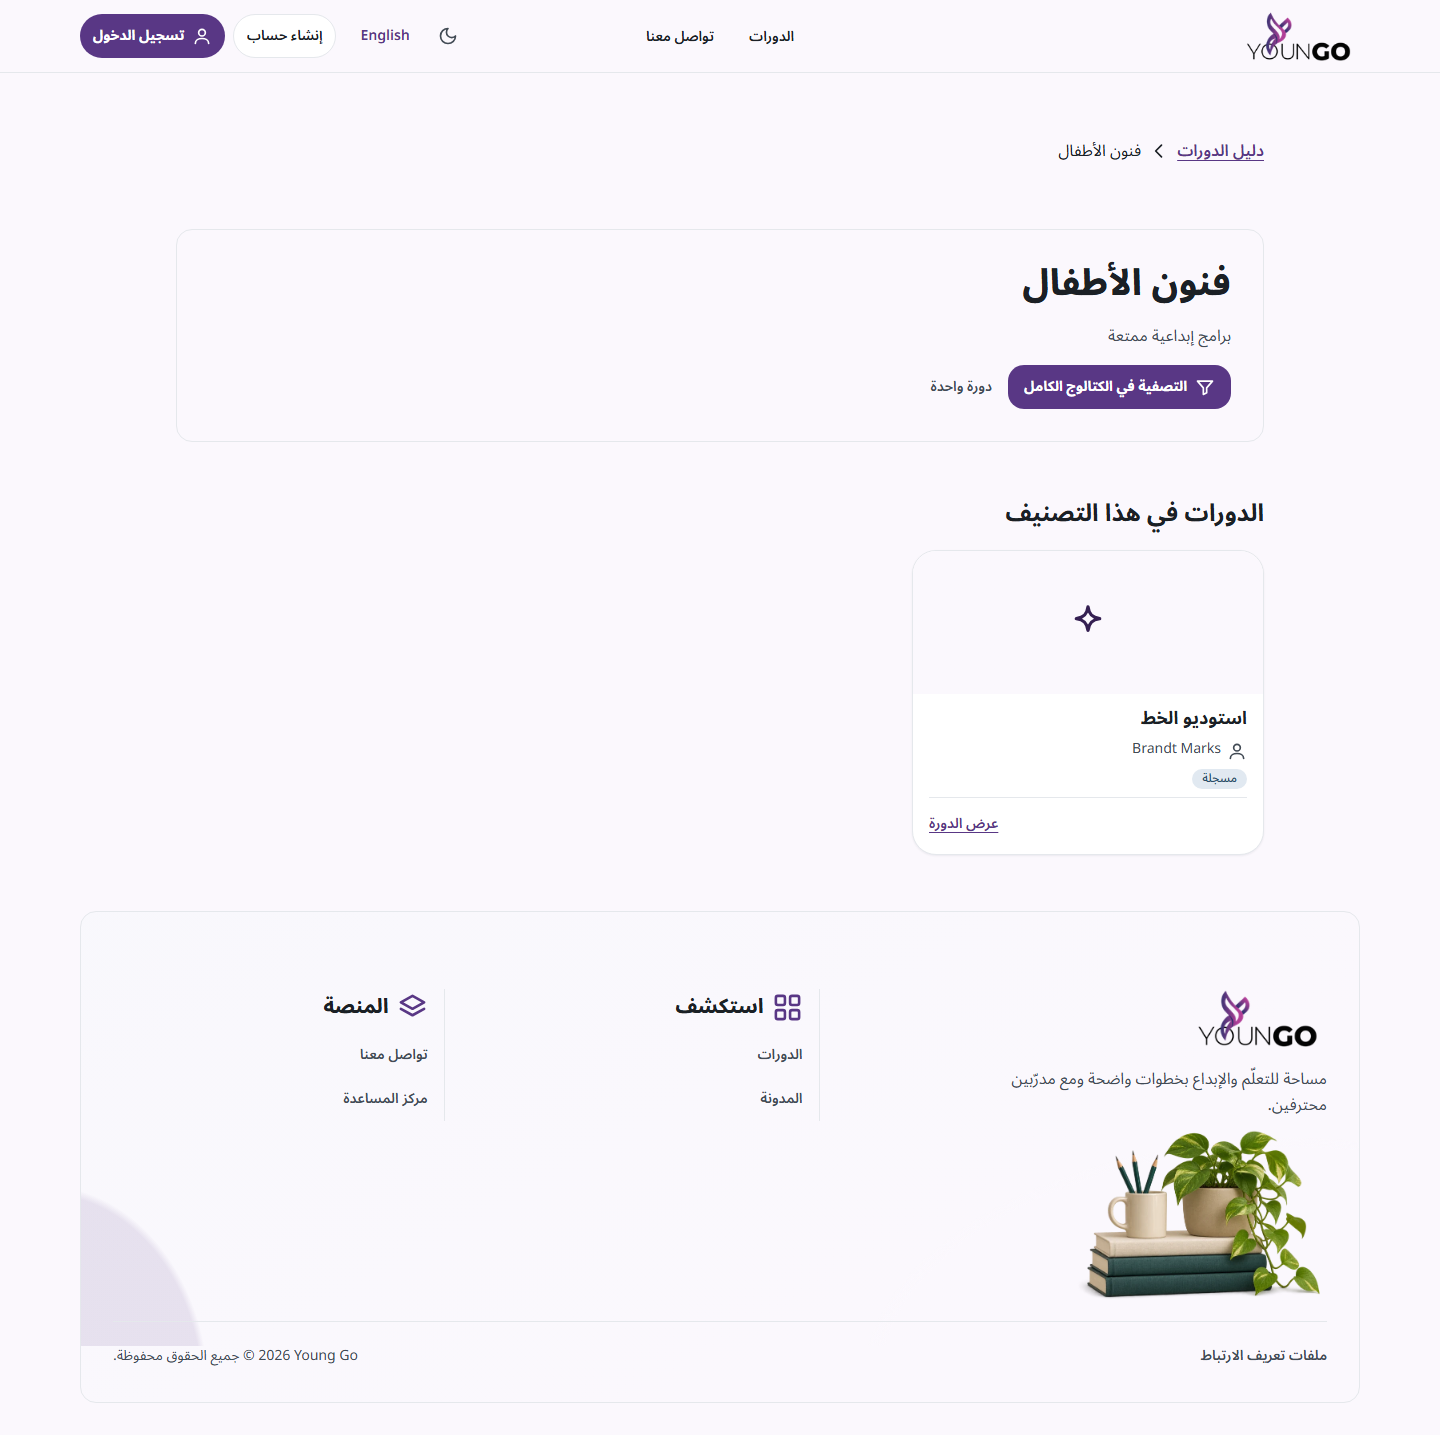 YOUNGO
الدورات
تواصل معنا
English
إنشاء حساب
تسجيل الدخول
دليل الدورات
فنون الأطفال
فنون الأطفال
برامج إبداعية ممتعة
التصفية في الكتالوج الكامل
دورة واحدة
الدورات في هذا التصنيف
استوديو الخط
Brandt Marks
مسجلة
عرض الدورة
YOUNGO
مساحة للتعلّم والإبداع بخطوات واضحة ومع مدرّبين
محترفين.
استكشف
الدورات
المدونة
المنصة
تواصل معنا
مركز المساعدة
ملفات تعريف الارتباط
© 2026 Young Go جميع الحقوق محفوظة.